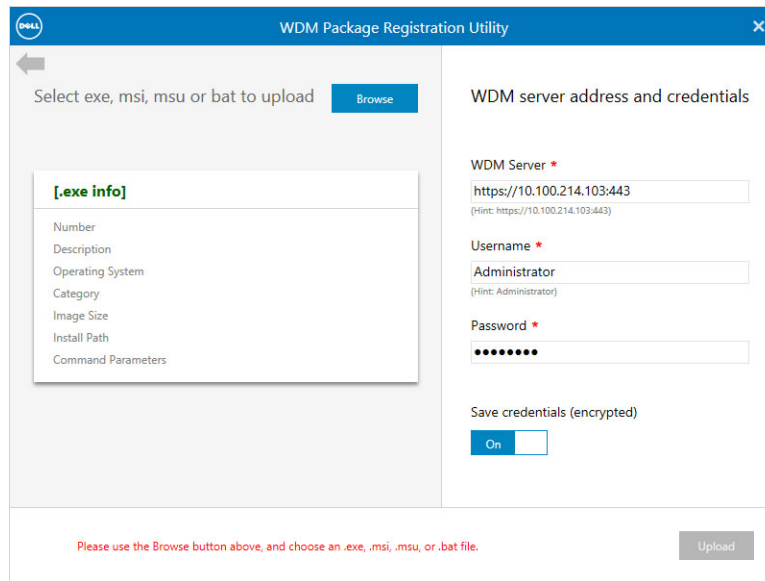 DELL
WDM Package Registration Utility
Select exe, msi, msu or bat to upload
Browse
[.exe info]
Number
Description
Operating System
Category
Image Size
Install Path
Command Parameters
WDM server address and credentials
WDM Server *
https://10.100.214.103:443
(Hint: https://10.100.214.103:443)
Username *
Administrator
(Hint: Administrator)
Password *
●●●●●●●●
Save credentials (encrypted)
On
Please use the Browse button above, and choose an .exe, .msi, .msu, or .bat file.
Upload